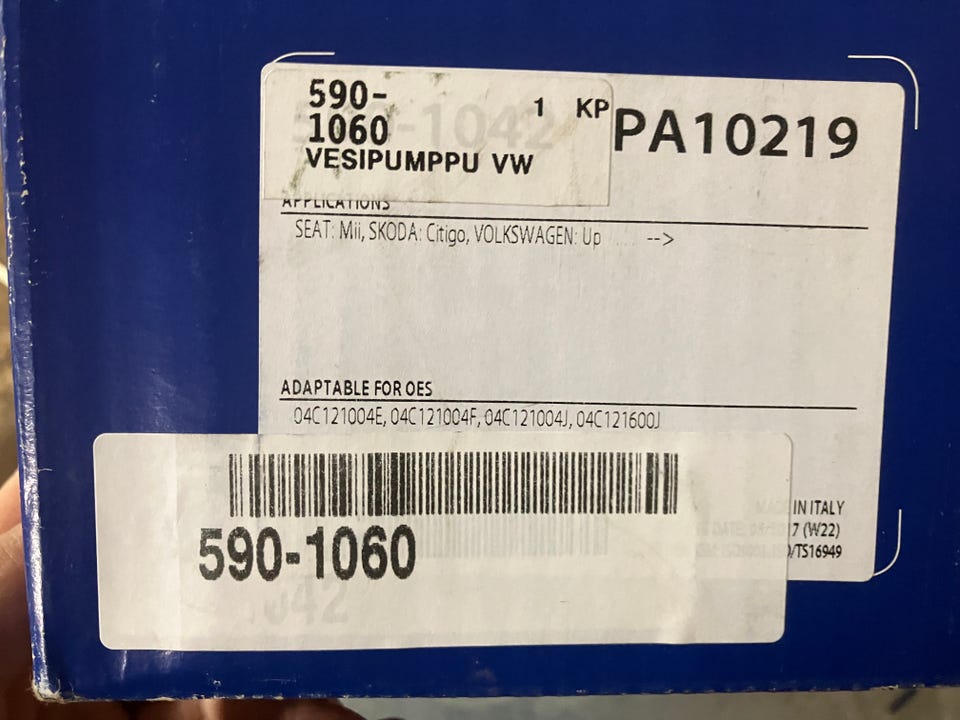 590-
1060
1 KP
VESIPUMPPU VW
PA10219
APPLICATIONS
SEAT: Mii, SKODA: Citigo, VOLKSWAGEN: Up ..... -->
ADAPTABLE FOR OES
04C121004E, 04C121004F, 04C121004J, 04C121600J
590-1060
MADE IN ITALY
(W22)
/TS16949